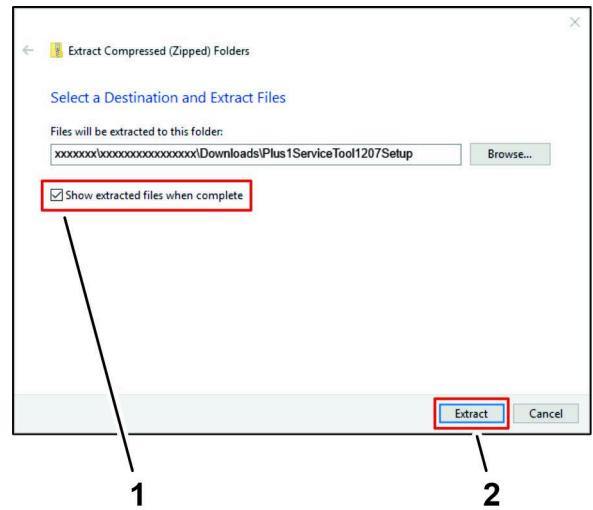 Extract Compressed (Zipped) Folders
Select a Destination and Extract Files
Files will be extracted to this folder:
xxxxxxx\xxxxxxxxxxxxxxxx\Downloads\Plus1ServiceTool1207Setup
Browse...
Show extracted files when complete
Extract
Cancel
1
2